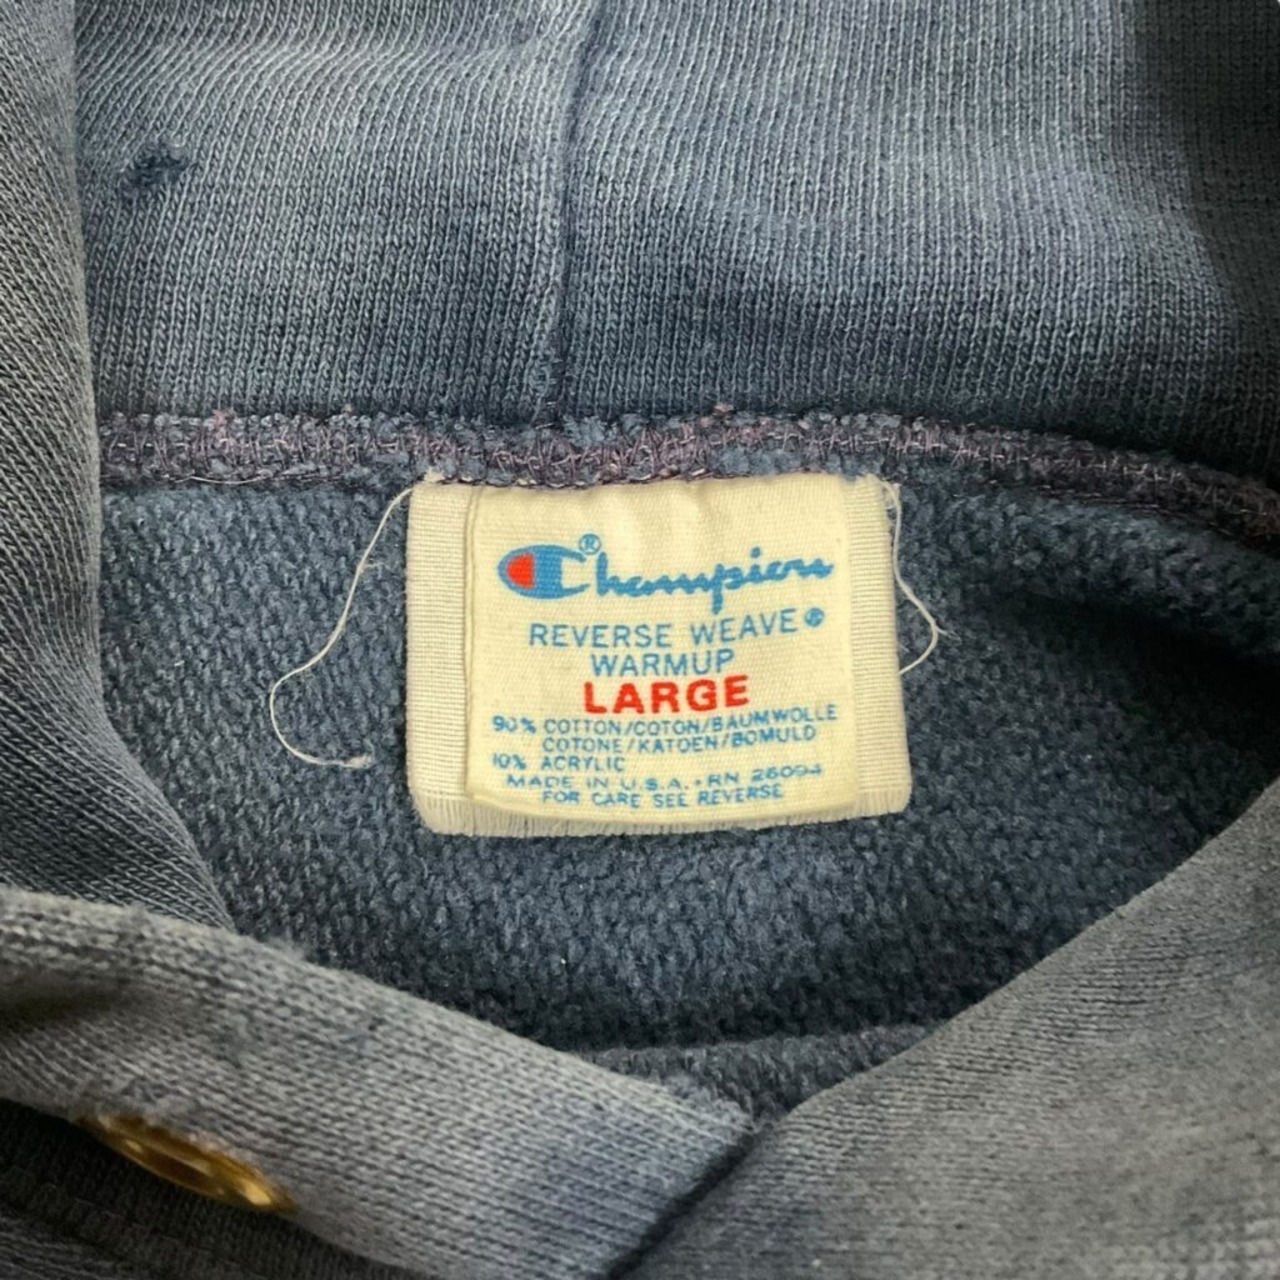 Champion®
REVERSE WEAVE®
WARMUP
LARGE
90% COTTON/COTON/BAUMWOLLE
COTONE/KATOEN/BOMULD
10% ACRYLIC
MADE IN U.S.A. · RN 26094
FOR CARE SEE REVERSE